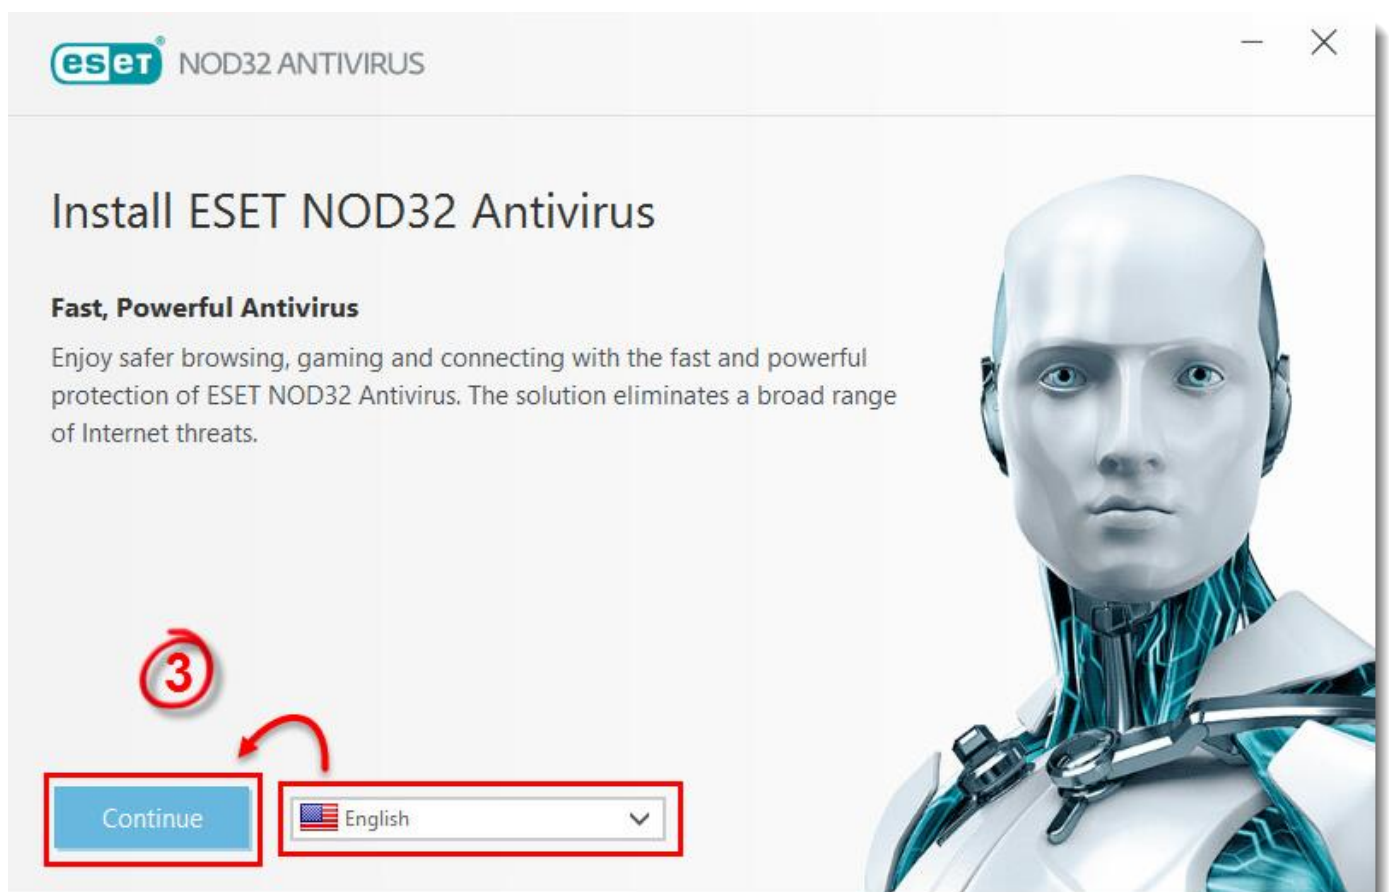 eseT® NOD32 ANTIVIRUS
Install ESET NOD32 Antivirus
Fast, Powerful Antivirus
Enjoy safer browsing, gaming and connecting with the fast and powerful
protection of ESET NOD32 Antivirus. The solution eliminates a broad range
of Internet threats.
3
Continue
English